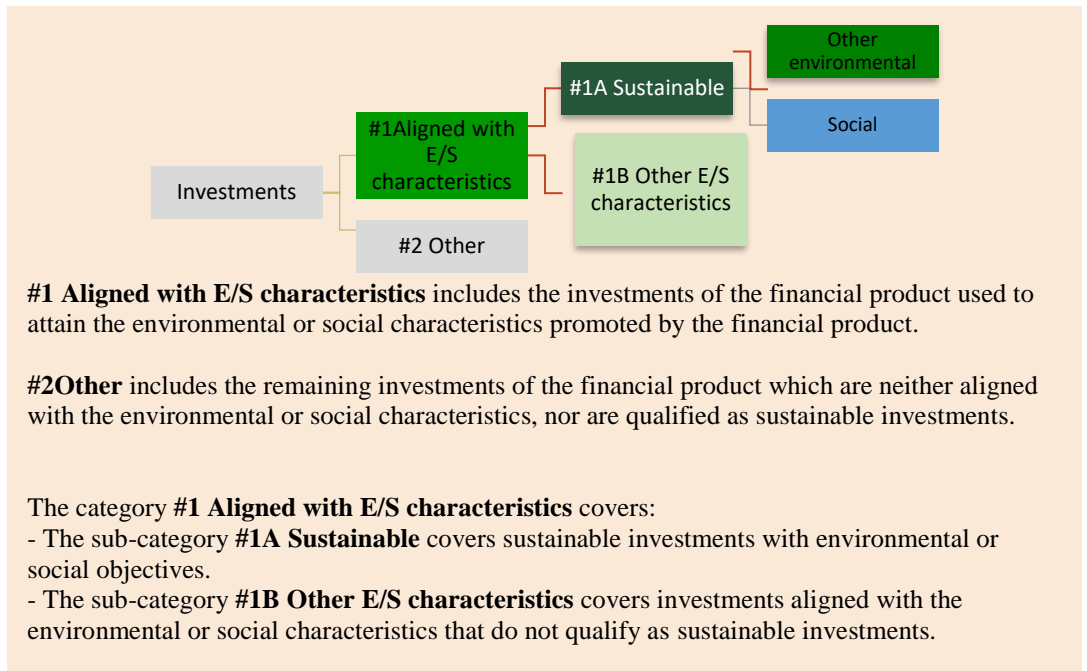 Other
environmental
#1A Sustainable
Social
#1Aligned with
E/S
characteristics
#1B Other E/S
characteristics
Investments
#2 Other
#1 Aligned with E/S characteristics includes the investments of the financial product used to
attain the environmental or social characteristics promoted by the financial product.
#2Other includes the remaining investments of the financial product which are neither aligned
with the environmental or social characteristics, nor are qualified as sustainable investments.
The category #1 Aligned with E/S characteristics covers:
- The sub-category #1A Sustainable covers sustainable investments with environmental or
social objectives.
- The sub-category #1B Other E/S characteristics covers investments aligned with the
environmental or social characteristics that do not qualify as sustainable investments.